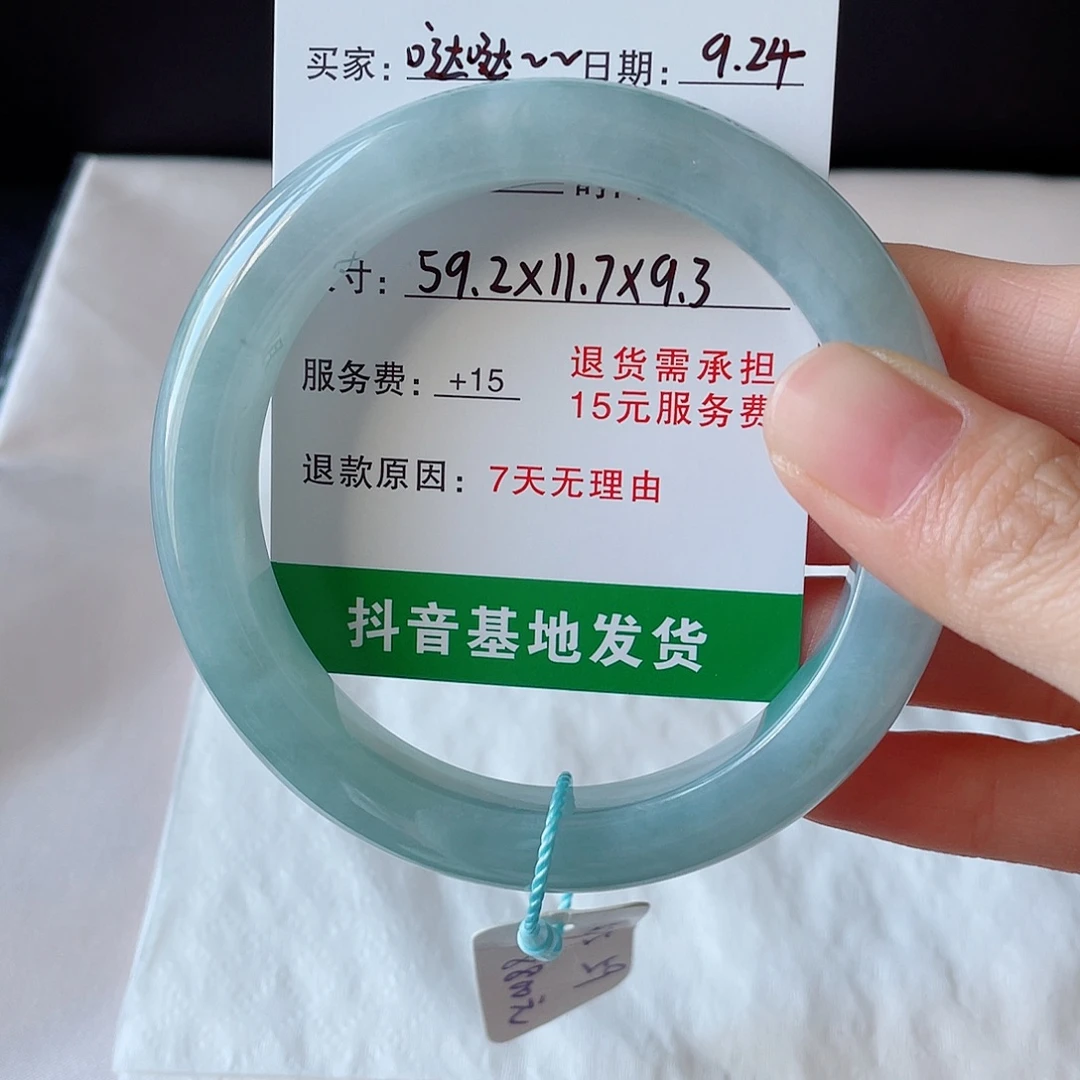 买家: 哒哒~~ 日期: 9.24
寸: 59.2X11.7X9.3
服务费: +15
退货需承担
15元服务费
退款原因: 7天无理由
抖音基地发货